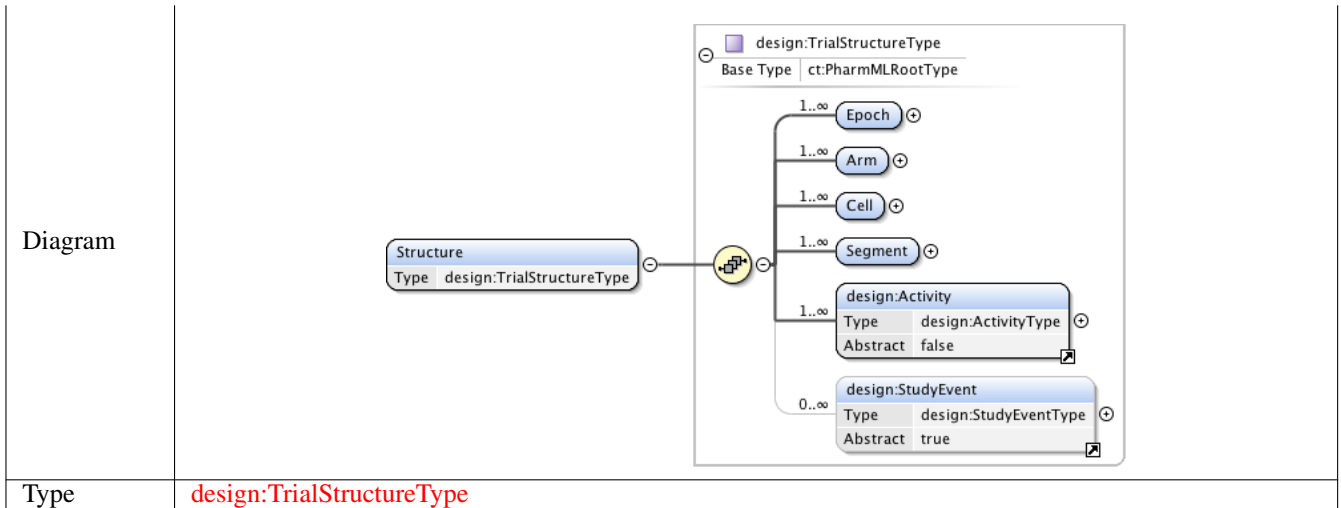 design:TrialStructureType
Base Type ct:PharmMLRootType
1..∞ Epoch
1..∞ Arm
1..∞ Cell
Diagram
Structure
Type design:TrialStructureType
1..∞ Segment
design:Activity
1..∞ Type design:ActivityType
Abstract false
design:StudyEvent
0..∞ Type design:StudyEventType
Abstract true
Type design:TrialStructureType